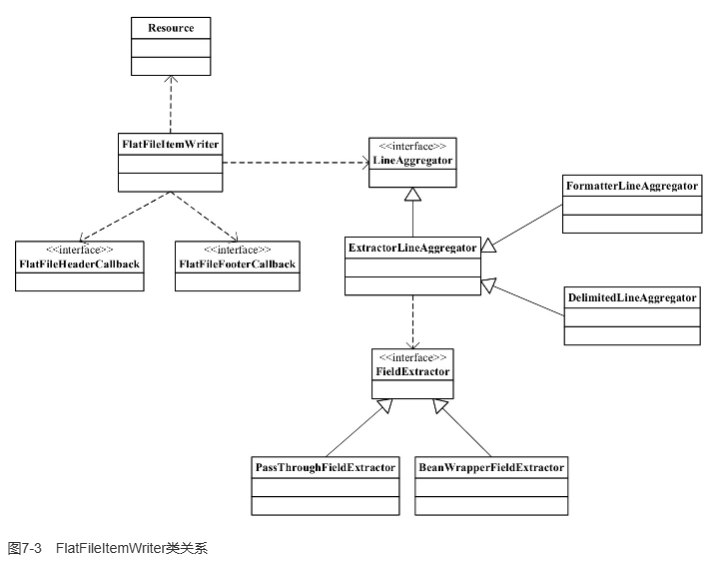 Resource
FlatFileItemWriter
<<interface>>
LineAggregator
FormatterLineAggregator
<<interface>>
FlatFileHeaderCallback
<<interface>>
FlatFileFooterCallback
ExtractorLineAggregator
DelimitedLineAggregator
<<interface>>
FieldExtractor
PassThroughFieldExtractor
BeanWrapperFieldExtractor
图7-3 FlatFileItemWriter类关系